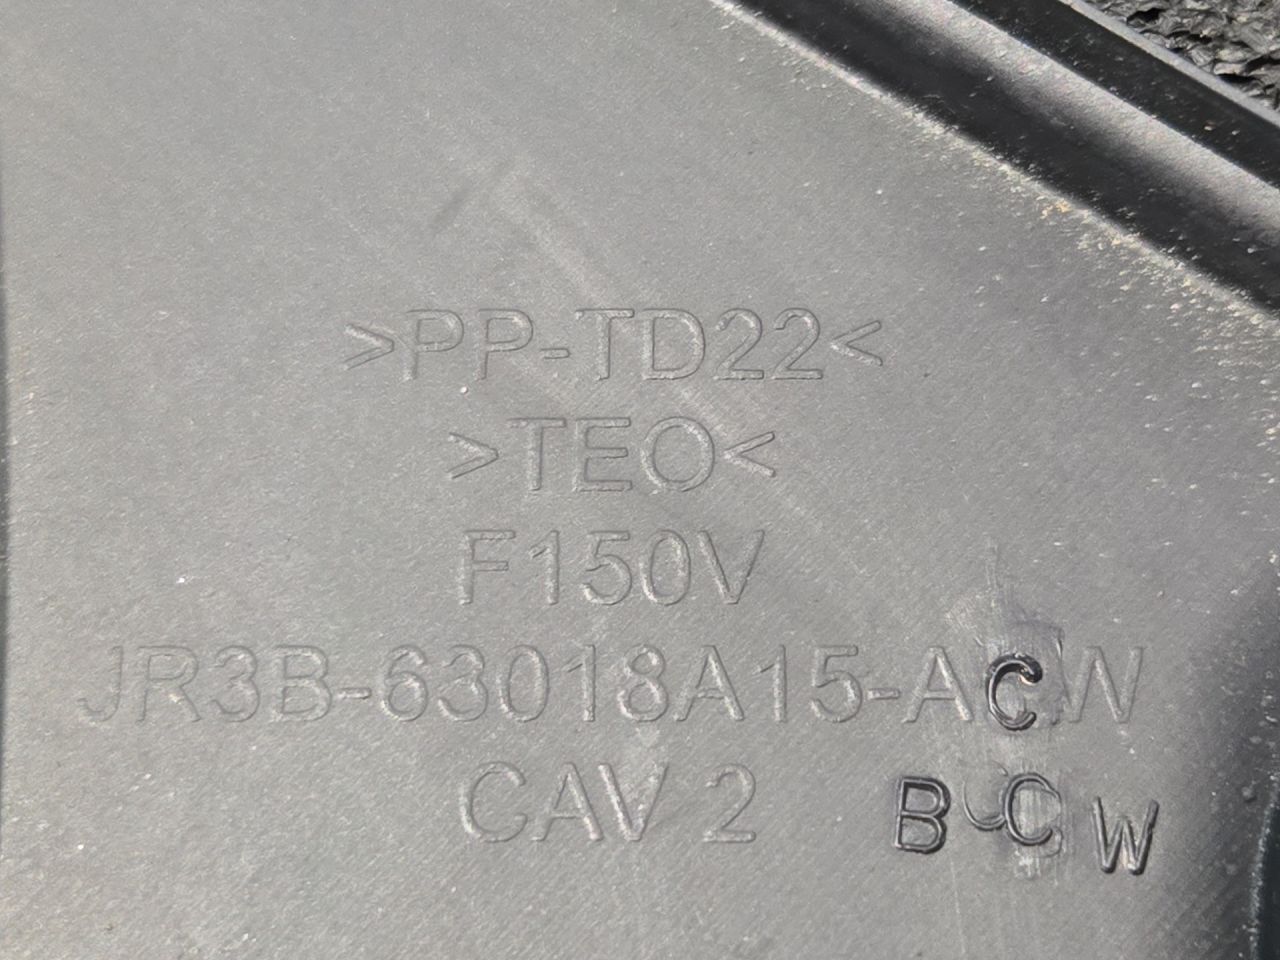 >PP-TD22<
>TEO<
F150V
JR3B-63018A15-ACW
CAV 2 BCW